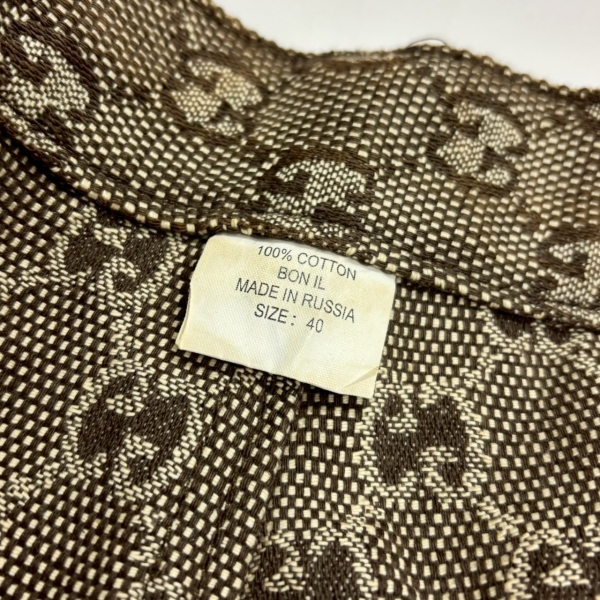 100% COTTON
BON IL
MADE IN RUSSIA
SIZE: 40